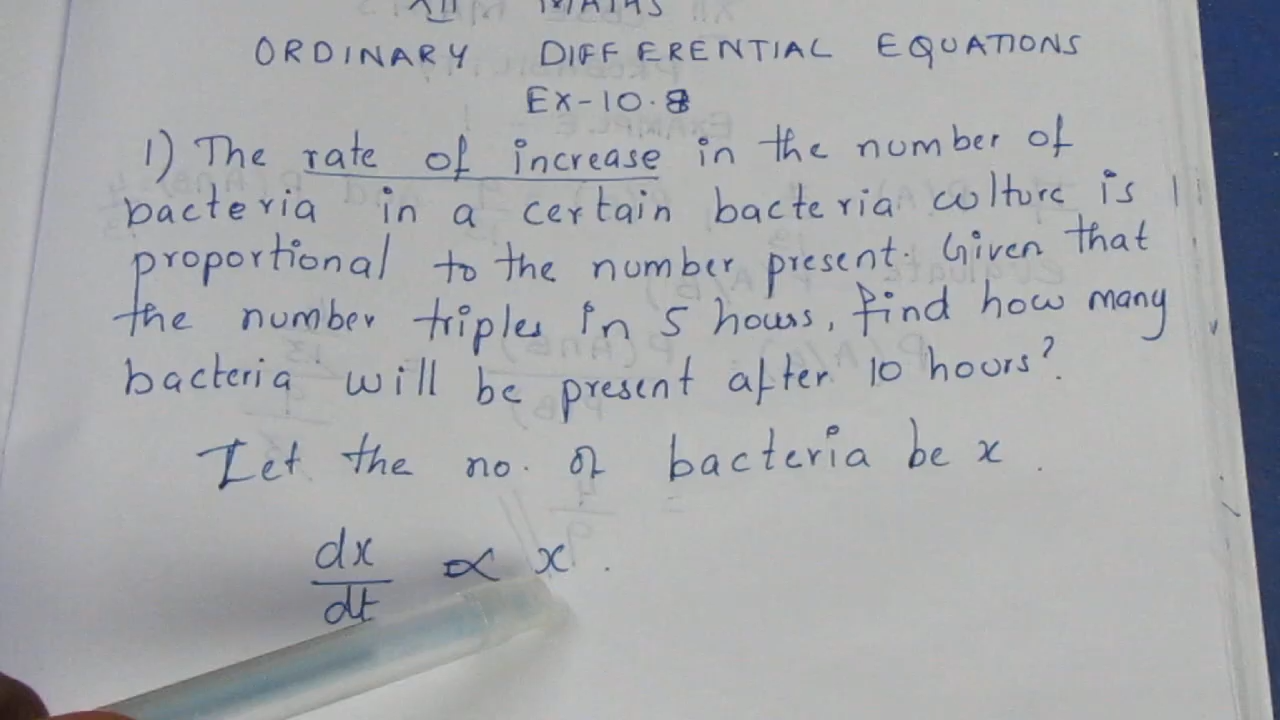 XII MATHS
ORDINARY DIFFERENTIAL EQUATIONS
EX-10.8
1) The rate of increase in the number of
bacteria in a certain bacteria culture is
proportional to the number present. Given that
the number triples in 5 hours, find how many
bacteria will be present after 10 hours?
Let the no. of bacteria be x.
dx/dt ∝ x.